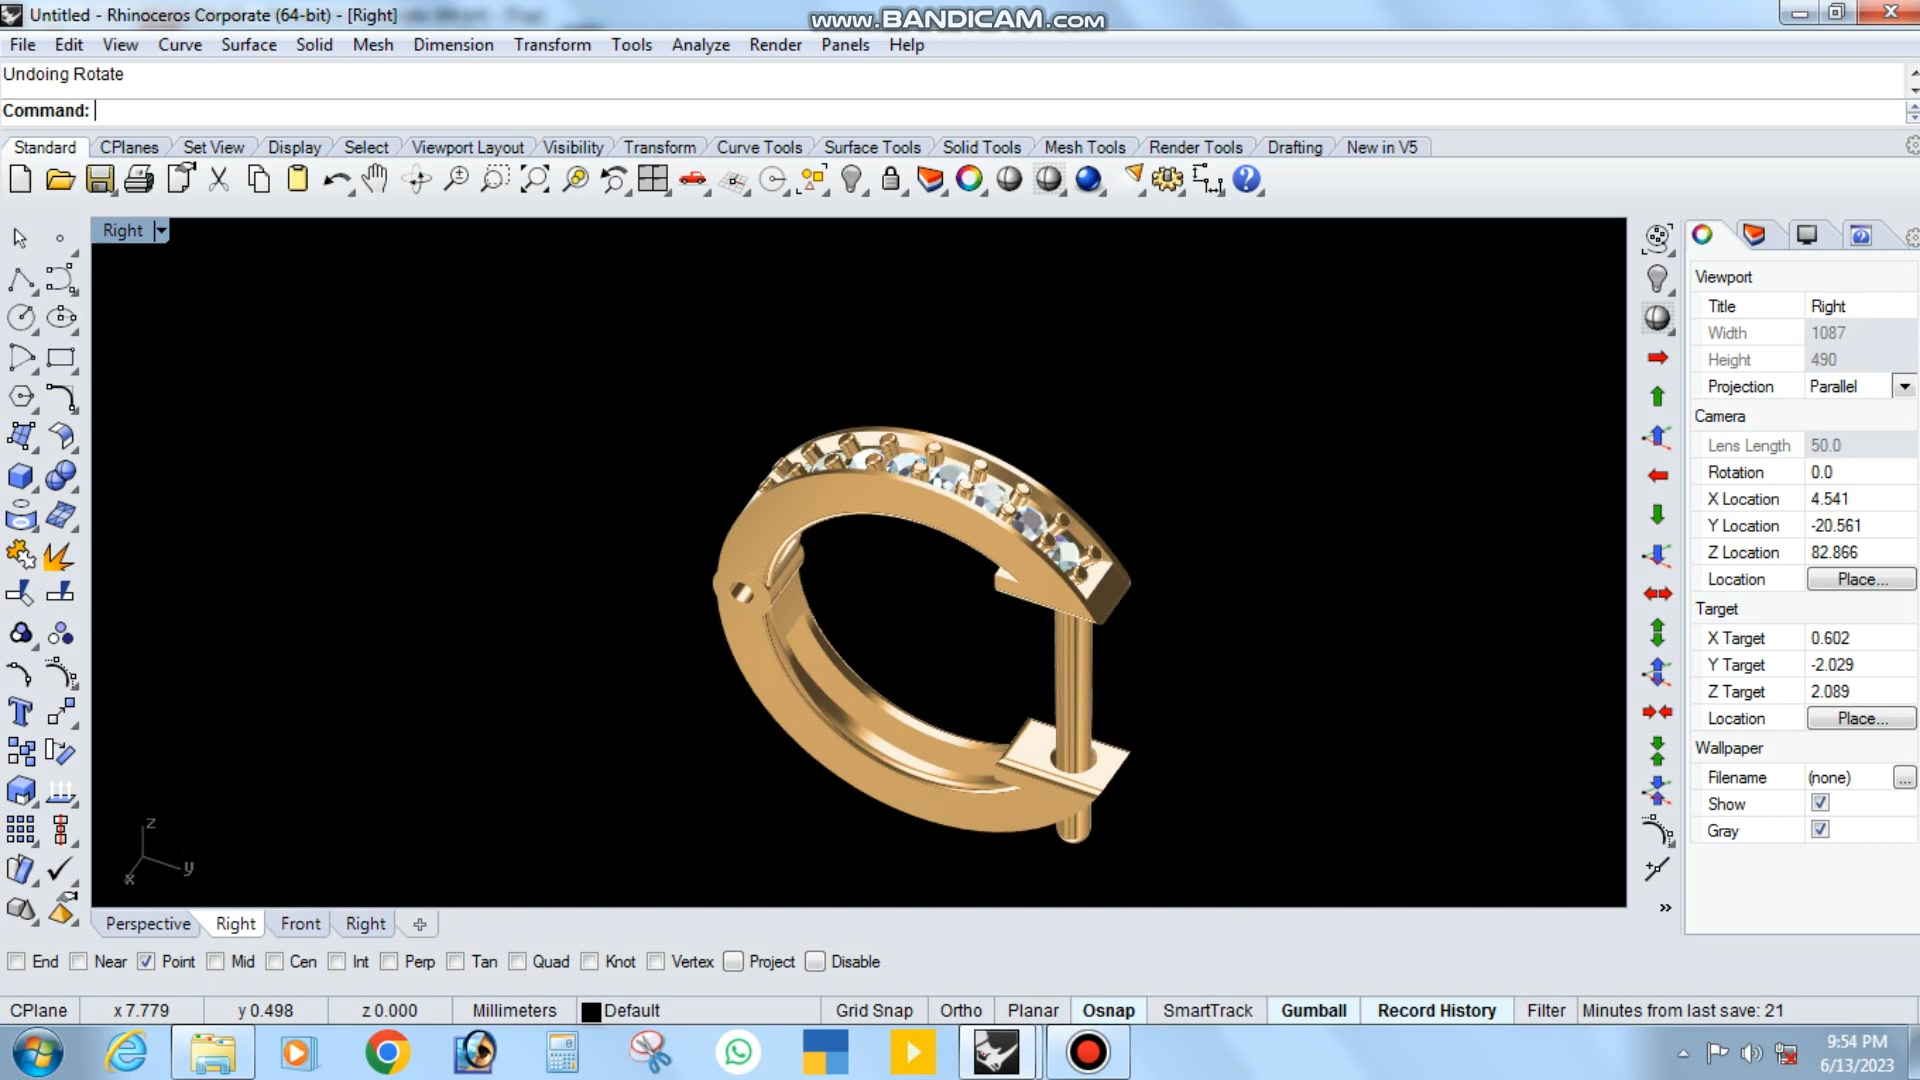 Untitled - Rhinoceros Corporate (64-bit) - [Right]
www.BANDICAM.com
File Edit View Curve Surface Solid Mesh Dimension Transform Tools Analyze Render Panels Help
Undoing Rotate
Command:
Standard CPlanes Set View Display Select Viewport Layout Visibility Transform Curve Tools Surface Tools Solid Tools Mesh Tools Render Tools Drafting New in V5
Right
Viewport
Title Right
Width 1087
Height 490
Projection Parallel
Camera
Lens Length 50.0
Rotation 0.0
X Location 4.541
Y Location -20.561
Z Location 82.866
Location Place...
Target
X Target 0.602
Y Target -2.029
Z Target 2.089
Location Place...
Wallpaper
Filename (none) ...
Show
Gray
z
y
x
Perspective Right Front Right
End Near Point Mid Cen Int Perp Tan Quad Knot Vertex Project Disable
CPlane x 7.779 y 0.498 z 0.000 Millimeters Default Grid Snap Ortho Planar Osnap SmartTrack Gumball Record History Filter Minutes from last save: 21
9:54 PM
6/13/2023